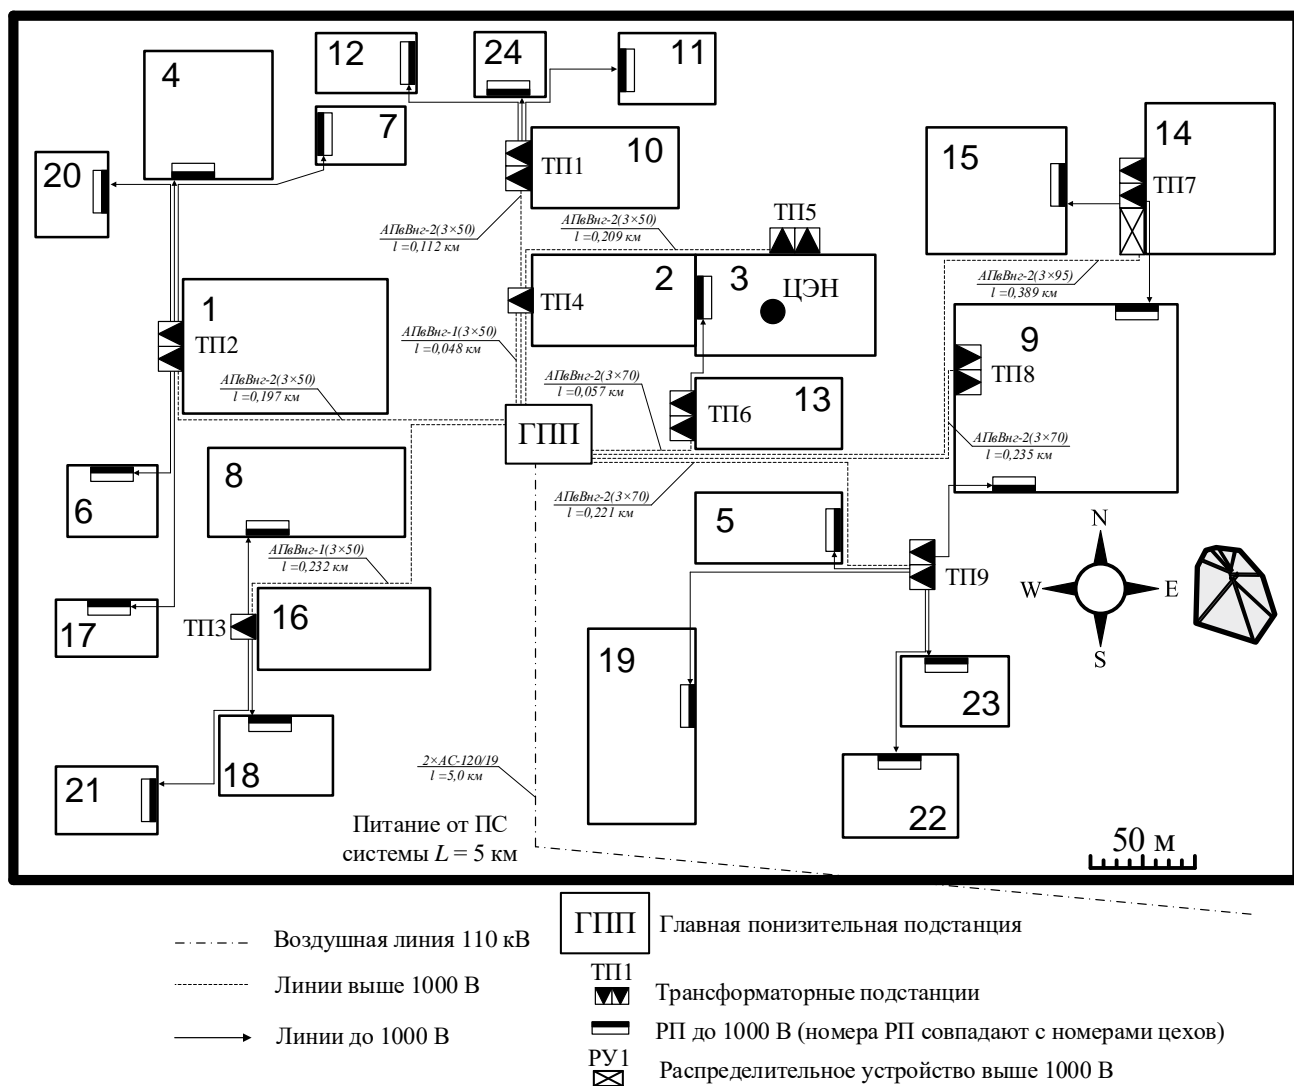 12
24
11
4
7
10
14
15
20
ТП1
ТП7
ТП5
АПвВнг-2(3×50)
l =0,112 км
АПвВнг-2(3×50)
l =0,209 км
2
3
ЦЭН
АПвВнг-2(3×95)
l =0,389 км
1
ТП4
ТП2
АПвВнг-1(3×50)
l =0,048 км
9
ТП8
АПвВнг-2(3×50)
l =0,197 км
АПвВнг-2(3×70)
l =0,057 км
13
ТП6
ГПП
АПвВнг-2(3×70)
l =0,235 км
8
АПвВнг-2(3×70)
l =0,221 км
6
5
N
W
E
S
АПвВнг-1(3×50)
l =0,232 км
ТП9
17
ТП3
16
19
23
18
21
2×АС-120/19
l =5,0 км
22
Питание от ПС
системы L = 5 км
50 м
ГПП
Главная понизительная подстанция
Воздушная линия 110 кВ
Линии выше 1000 В
ТП1
Трансформаторные подстанции
Линии до 1000 В
РП до 1000 В (номера РП совпадают с номерами цехов)
РУ1
Распределительное устройство выше 1000 В